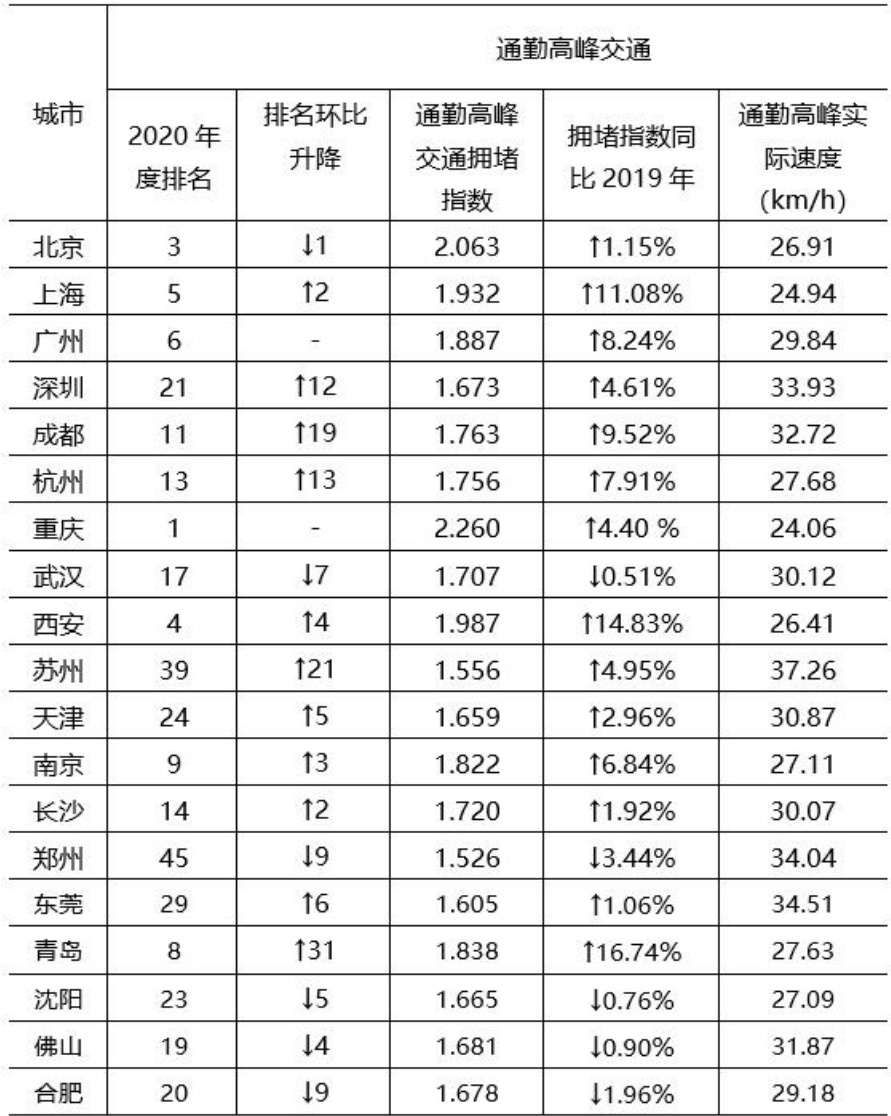 通勤高峰交通
城市
2020 年度排名
排名环比升降
通勤高峰交通拥堵指数
拥堵指数同比 2019 年
通勤高峰实际速度 (km/h)
北京 3 ↓1 2.063 ↑1.15% 26.91
上海 5 ↑2 1.932 ↑11.08% 24.94
广州 6 - 1.887 ↑8.24% 29.84
深圳 21 ↑12 1.673 ↑4.61% 33.93
成都 11 ↑19 1.763 ↑9.52% 32.72
杭州 13 ↑13 1.756 ↑7.91% 27.68
重庆 1 - 2.260 ↑4.40 % 24.06
武汉 17 ↓7 1.707 ↓0.51% 30.12
西安 4 ↑4 1.987 ↑14.83% 26.41
苏州 39 ↑21 1.556 ↑4.95% 37.26
天津 24 ↑5 1.659 ↑2.96% 30.87
南京 9 ↑3 1.822 ↑6.84% 27.11
长沙 14 ↑2 1.720 ↑1.92% 30.07
郑州 45 ↓9 1.526 ↓3.44% 34.04
东莞 29 ↑6 1.605 ↑1.06% 34.51
青岛 8 ↑31 1.838 ↑16.74% 27.63
沈阳 23 ↓5 1.665 ↓0.76% 27.09
佛山 19 ↓4 1.681 ↓0.90% 31.87
合肥 20 ↓9 1.678 ↓1.96% 29.18